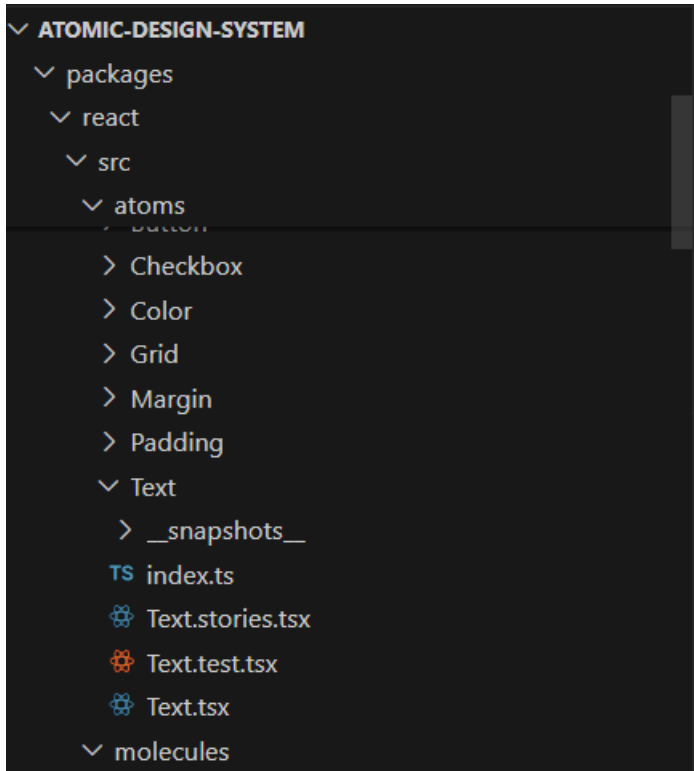 ATOMIC-DESIGN-SYSTEM
packages
react
src
atoms
Button
Checkbox
Color
Grid
Margin
Padding
Text
__snapshots__
TS index.ts
Text.stories.tsx
Text.test.tsx
Text.tsx
molecules